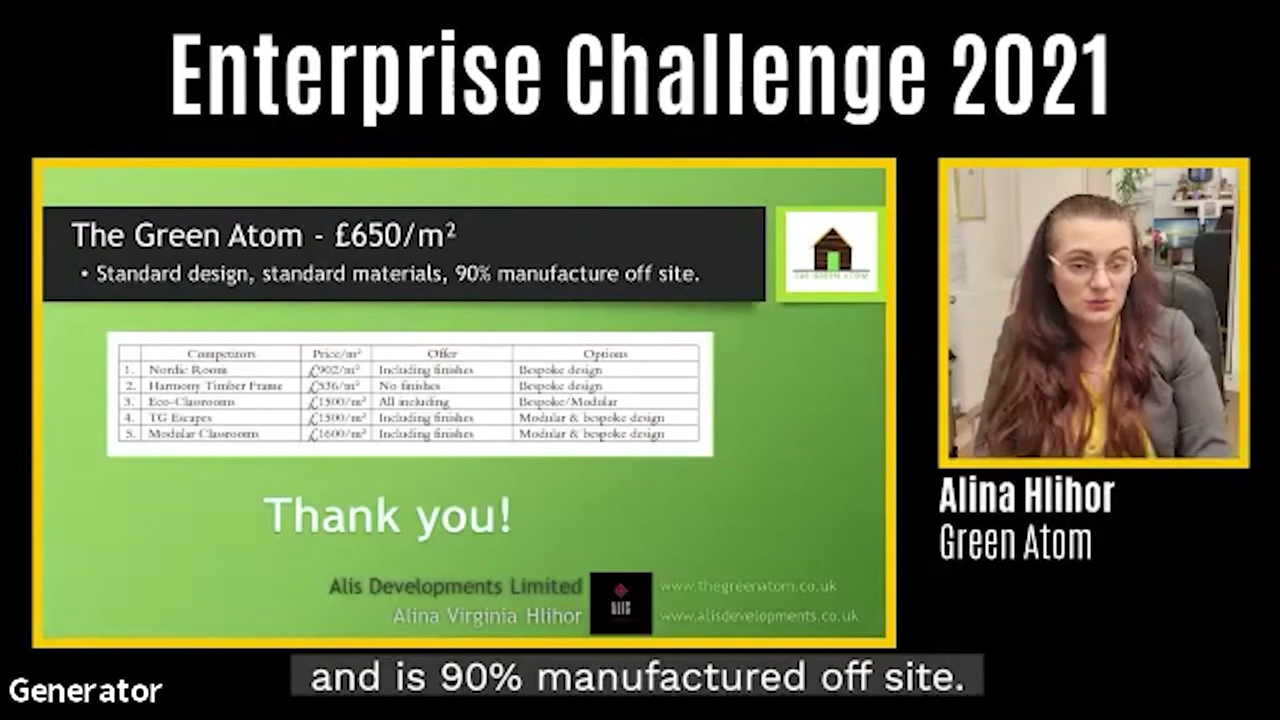 Enterprise Challenge 2021
The Green Atom - £650/m²
• Standard design, standard materials, 90% manufacture off site.
THE GREEN ATOM
Competitors Price/m² Offer Options
1. Nordic Room £902/m² Including finishes Bespoke design
2. Harmony Timber Frame £536/m² No finishes Bespoke design
3. Eco-Classrooms £1500/m² All including Bespoke/Modular
4. TG Escapes £1500/m² Including finishes Modular & bespoke design
5. Modular Classrooms £1600/m² Including finishes Modular & bespoke design
Thank you!
Alis Developments Limited
ALIS
www.thegreenatom.co.uk
Alina Virginia Hlihor
www.alisdevelopments.co.uk
Alina Hlihor
Green Atom
and is 90% manufactured off site.
Generator